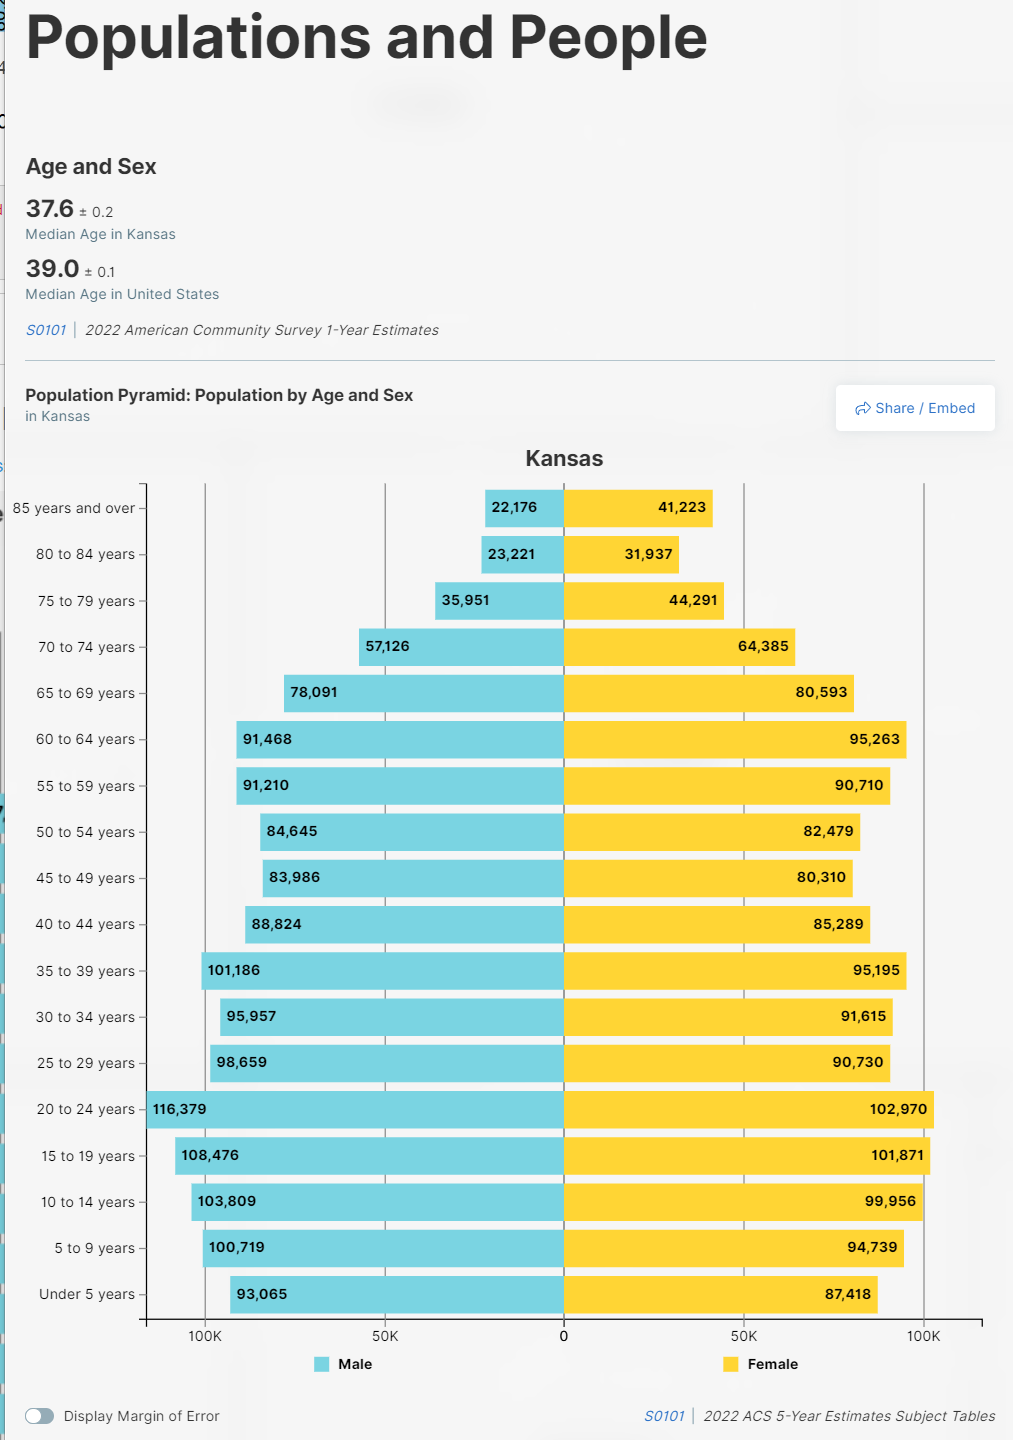 Populations and People
Age and Sex
37.6 ± 0.2
Median Age in Kansas
39.0 ± 0.1
Median Age in United States
S0101 | 2022 American Community Survey 1-Year Estimates
Population Pyramid: Population by Age and Sex
in Kansas
Share / Embed
Kansas
85 years and over 22,176 41,223
80 to 84 years 23,221 31,937
75 to 79 years 35,951 44,291
70 to 74 years 57,126 64,385
65 to 69 years 78,091 80,593
60 to 64 years 91,468 95,263
55 to 59 years 91,210 90,710
50 to 54 years 84,645 82,479
45 to 49 years 83,986 80,310
40 to 44 years 88,824 85,289
35 to 39 years 101,186 95,195
30 to 34 years 95,957 91,615
25 to 29 years 98,659 90,730
20 to 24 years 116,379 102,970
15 to 19 years 108,476 101,871
10 to 14 years 103,809 99,956
5 to 9 years 100,719 94,739
Under 5 years 93,065 87,418
100K 50K 0 50K 100K
Male Female
Display Margin of Error
S0101 | 2022 ACS 5-Year Estimates Subject Tables